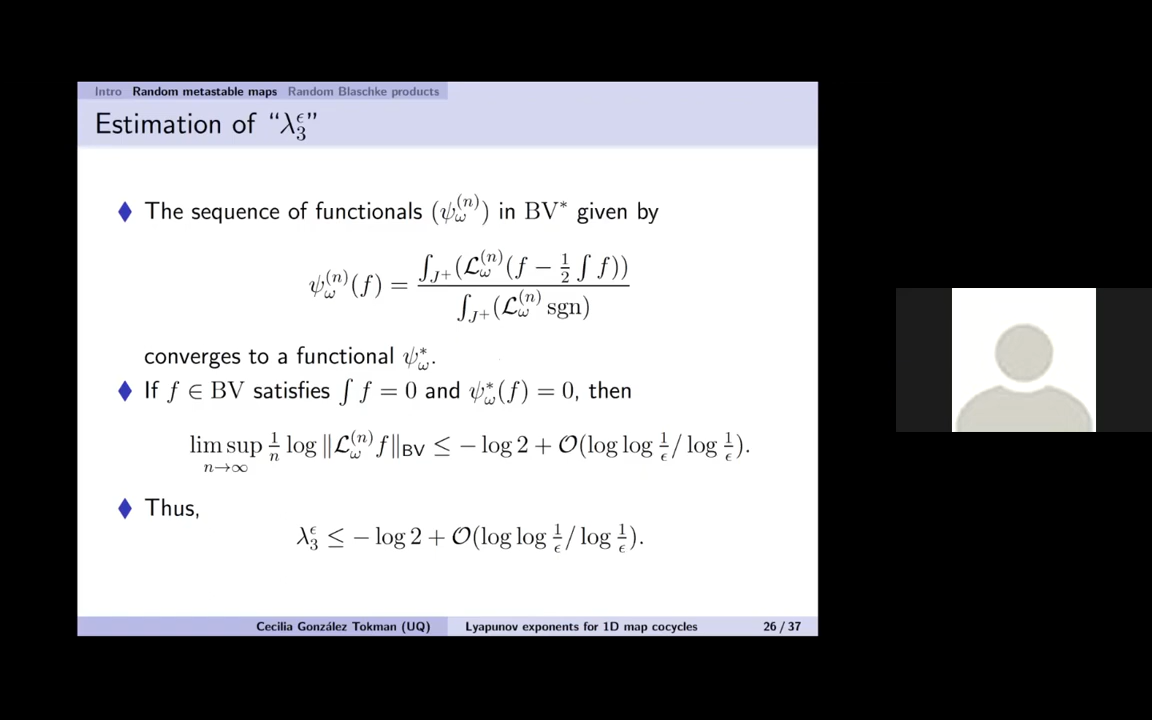 Intro Random metastable maps Random Blaschke products
Estimation of “λ₃^ϵ”
♦ The sequence of functionals (ψ_ω^{(n)}) in BV* given by
ψ_ω^{(n)}(f) = ∫_{J+}(ℒ_ω^{(n)}(f − ½ ∫ f)) / ∫_{J+}(ℒ_ω^{(n)} sgn)
converges to a functional ψ_ω^*.
♦ If f ∈ BV satisfies ∫ f = 0 and ψ_ω^*(f) = 0, then
lim sup_{n→∞} 1/n log ‖ℒ_ω^{(n)} f‖_BV ≤ − log 2 + 𝒪(log log 1/ϵ / log 1/ϵ).
♦ Thus,
λ₃^ϵ ≤ − log 2 + 𝒪(log log 1/ϵ / log 1/ϵ).
Cecilia González Tokman (UQ) Lyapunov exponents for 1D map cocycles 26 / 37